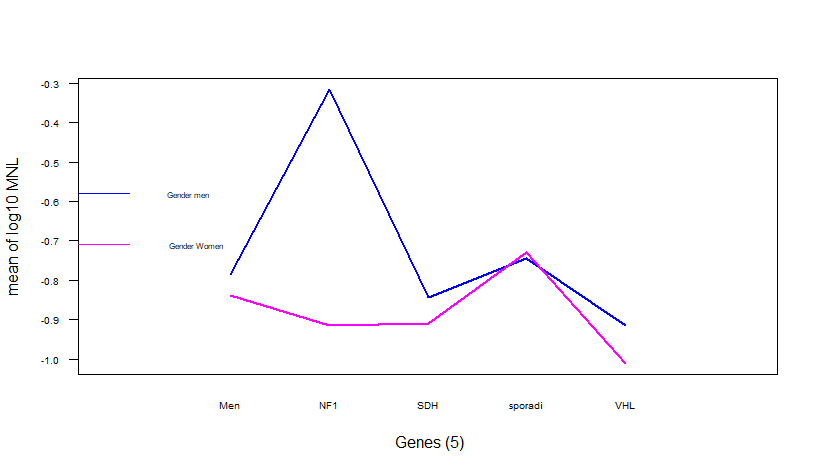 mean of log10 MNL
-0.3
-0.4
-0.5
-0.6
-0.7
-0.8
-0.9
-1.0
Gender men
Gender Women
Men NF1 SDH sporadi VHL
Genes (5)